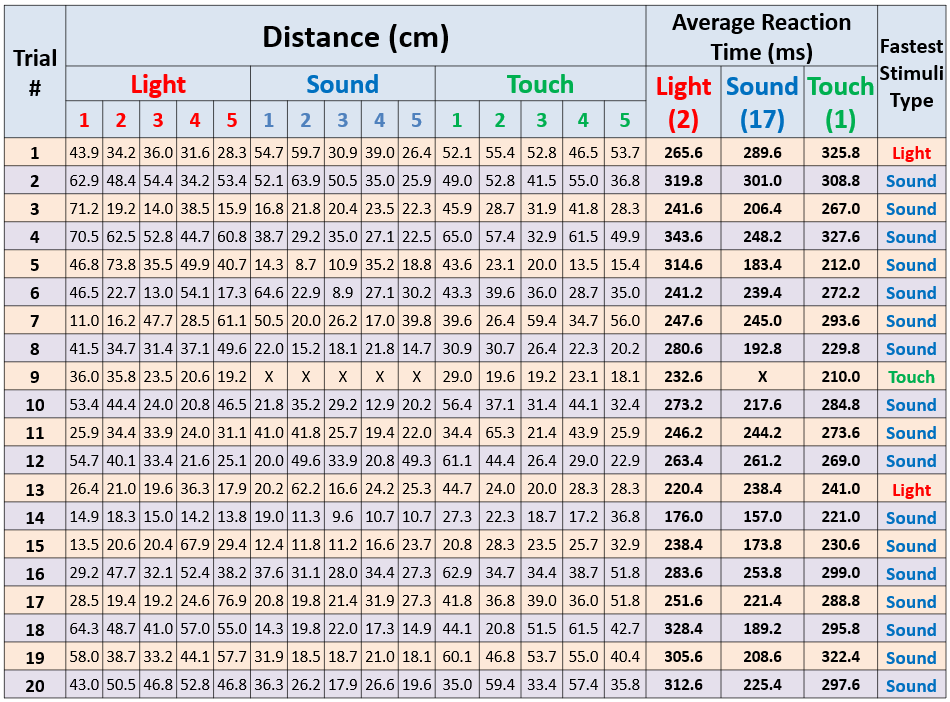 Trial # Distance (cm) Average Reaction Time (ms) Fastest Stimuli Type
Light Sound Touch Light (2) Sound (17) Touch (1)
1 2 3 4 5 1 2 3 4 5 1 2 3 4 5
1 43.9 34.2 36.0 31.6 28.3 54.7 59.7 30.9 39.0 26.4 52.1 55.4 52.8 46.5 53.7 265.6 289.6 325.8 Light
2 62.9 48.4 54.4 34.2 53.4 52.1 63.9 50.5 35.0 25.9 49.0 52.8 41.5 55.0 36.8 319.8 301.0 308.8 Sound
3 71.2 19.2 14.0 38.5 15.9 16.8 21.8 20.4 23.5 22.3 45.9 28.7 31.9 41.8 28.3 241.6 206.4 267.0 Sound
4 70.5 62.5 52.8 44.7 60.8 38.7 29.2 35.0 27.1 22.5 65.0 57.4 32.9 61.5 49.9 343.6 248.2 327.6 Sound
5 46.8 73.8 35.5 49.9 40.7 14.3 8.7 10.9 35.2 18.8 43.6 23.1 20.0 13.5 15.4 314.6 183.4 212.0 Sound
6 46.5 22.7 13.0 54.1 17.3 64.6 22.9 8.9 27.1 30.2 43.3 39.6 36.0 28.7 35.0 241.2 239.4 272.2 Sound
7 11.0 16.2 47.7 28.5 61.1 50.5 20.0 26.2 17.0 39.8 39.6 26.4 59.4 34.7 56.0 247.6 245.0 293.6 Sound
8 41.5 34.7 31.4 37.1 49.6 22.0 15.2 18.1 21.8 14.7 30.9 30.7 26.4 22.3 20.2 280.6 192.8 229.8 Sound
9 36.0 35.8 23.5 20.6 19.2 X X X X X 29.0 19.6 19.2 23.1 18.1 232.6 X 210.0 Touch
10 53.4 44.4 24.0 20.8 46.5 21.8 35.2 29.2 12.9 20.2 56.4 37.1 31.4 44.1 32.4 273.2 217.6 284.8 Sound
11 25.9 34.4 33.9 24.0 31.1 41.0 41.8 25.7 19.4 22.0 34.4 65.3 21.4 43.9 25.9 246.2 244.2 273.6 Sound
12 54.7 40.1 33.4 21.6 25.1 20.0 49.6 33.9 20.8 49.3 61.1 44.4 26.4 29.0 22.9 263.4 261.2 269.0 Sound
13 26.4 21.0 19.6 36.3 17.9 20.2 62.2 16.6 24.2 25.3 44.7 24.0 20.0 28.3 28.3 220.4 238.4 241.0 Light
14 14.9 18.3 15.0 14.2 13.8 19.0 11.3 9.6 10.7 10.7 27.3 22.3 18.7 17.2 36.8 176.0 157.0 221.0 Sound
15 13.5 20.6 20.4 67.9 29.4 12.4 11.8 11.2 16.6 23.7 20.8 28.3 23.5 25.7 32.9 238.4 173.8 230.6 Sound
16 29.2 47.7 32.1 52.4 38.2 37.6 31.1 28.0 34.4 27.3 62.9 34.7 34.4 38.7 51.8 283.6 253.8 299.0 Sound
17 28.5 19.4 19.2 24.6 76.9 20.8 19.8 21.4 31.9 27.3 41.8 36.8 39.0 36.0 51.8 251.6 221.4 288.8 Sound
18 64.3 48.7 41.0 57.0 55.0 14.3 19.8 22.0 17.3 14.9 44.1 20.8 51.5 61.5 42.7 328.4 189.2 295.8 Sound
19 58.0 38.7 33.2 44.1 57.7 31.9 18.5 18.7 21.0 18.1 60.1 46.8 53.7 55.0 40.4 305.6 208.6 322.4 Sound
20 43.0 50.5 46.8 52.8 46.8 36.3 26.2 17.9 26.6 19.6 35.0 59.4 33.4 57.4 35.8 312.6 225.4 297.6 Sound